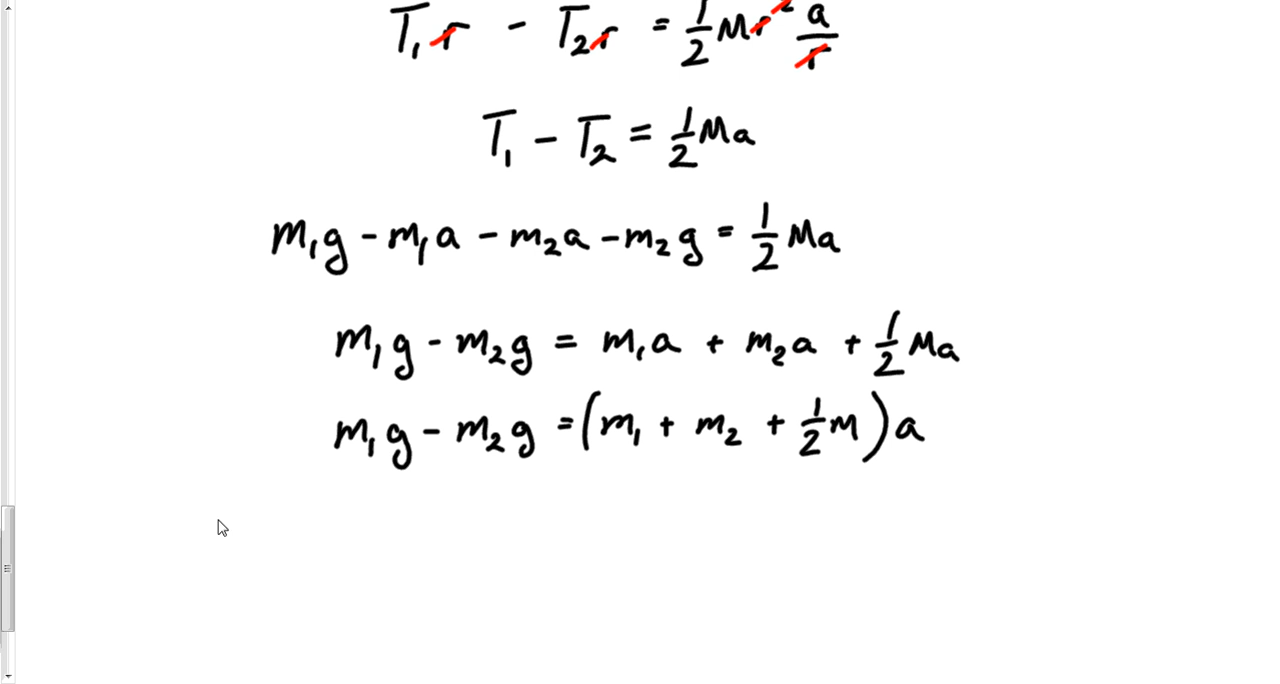 T₁r - T₂r = ½Mr² a/r
T₁ - T₂ = ½Ma
m₁g - m₁a - m₂a - m₂g = ½Ma
m₁g - m₂g = m₁a + m₂a + ½Ma
m₁g - m₂g = (m₁ + m₂ + ½M)a